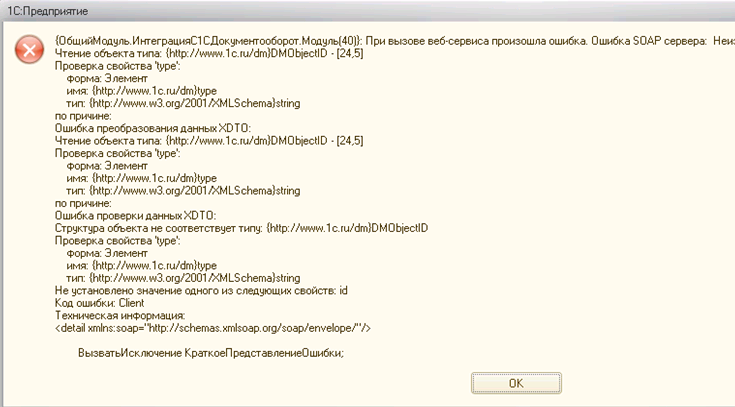 1С:Предприятие
{ОбщийМодуль.ИнтеграцияС1СДокументооборот.Модуль(40)}: При вызове веб-сервиса произошла ошибка. Ошибка SOAP сервера:
Чтение объекта типа: {http://www.1c.ru/dm}DMObjectID - [24,5]
Проверка свойства 'type':
форма: Элемент
имя: {http://www.1c.ru/dm}type
тип: {http://www.w3.org/2001/XMLSchema}string
по причине:
Ошибка преобразования данных XDTO:
Чтение объекта типа: {http://www.1c.ru/dm}DMObjectID - [24,5]
Проверка свойства 'type':
форма: Элемент
имя: {http://www.1c.ru/dm}type
тип: {http://www.w3.org/2001/XMLSchema}string
по причине:
Ошибка проверки данных XDTO:
Структура объекта не соответствует типу: {http://www.1c.ru/dm}DMObjectID
Проверка свойства 'type':
форма: Элемент
имя: {http://www.1c.ru/dm}type
тип: {http://www.w3.org/2001/XMLSchema}string
Не установлено значение одного из следующих свойств: id
Код ошибки: Client
Техническая информация:
<detail xmlns:soap="http://schemas.xmlsoap.org/soap/envelope/"/>
ВызватьИсключение КраткоеПредставлениеОшибки;
OK